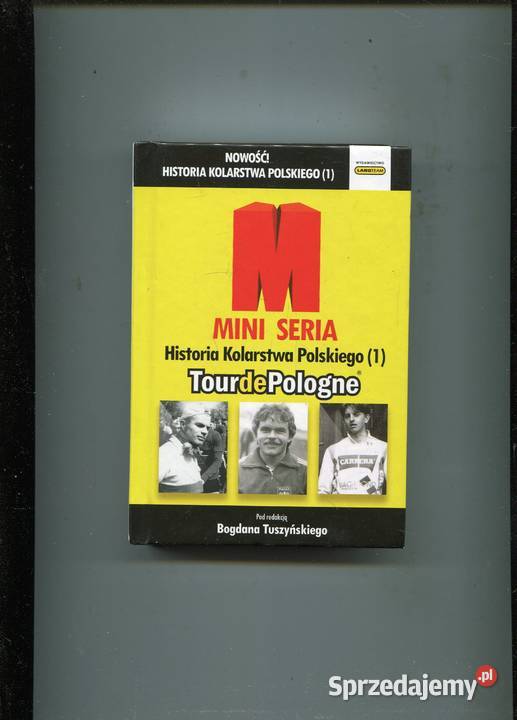 NOWOŚĆ!
HISTORIA KOLARSTWA POLSKIEGO (1)
WYDAWNICTWO
LANGTEAM
M
MINI SERIA
Historia Kolarstwa Polskiego (1)
TourdePologne®
CARRERA
Pod redakcją
Bogdana Tuszyńskiego
Sprzedajemy.pl